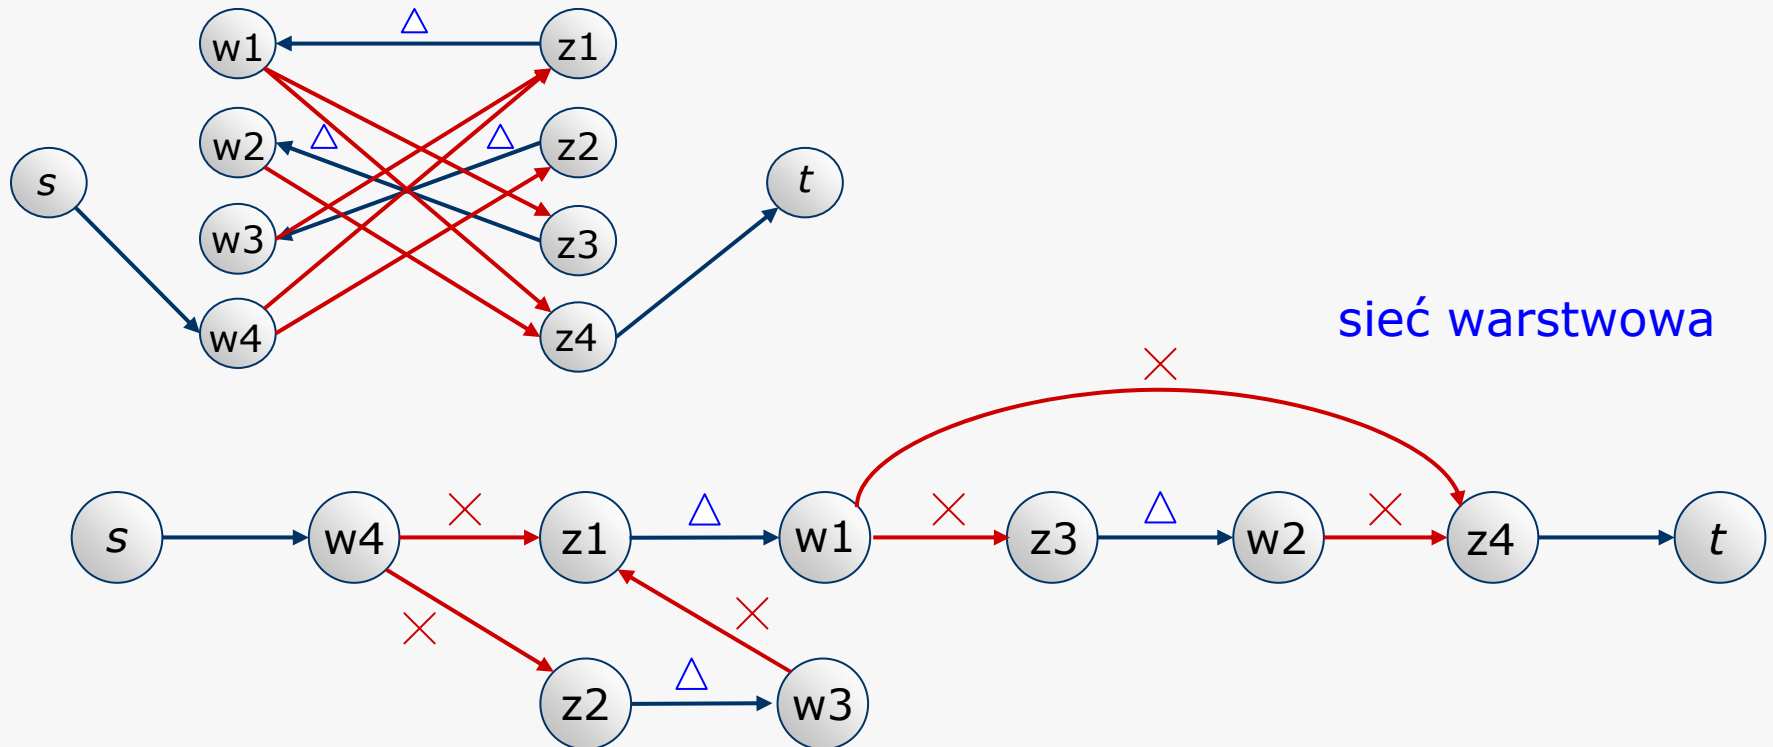 w1 z1
w2 z2
s t
w3 z3
w4 z4
sieć warstwowa
s w4 z1 w1 z3 w2 z4 t
z2 w3